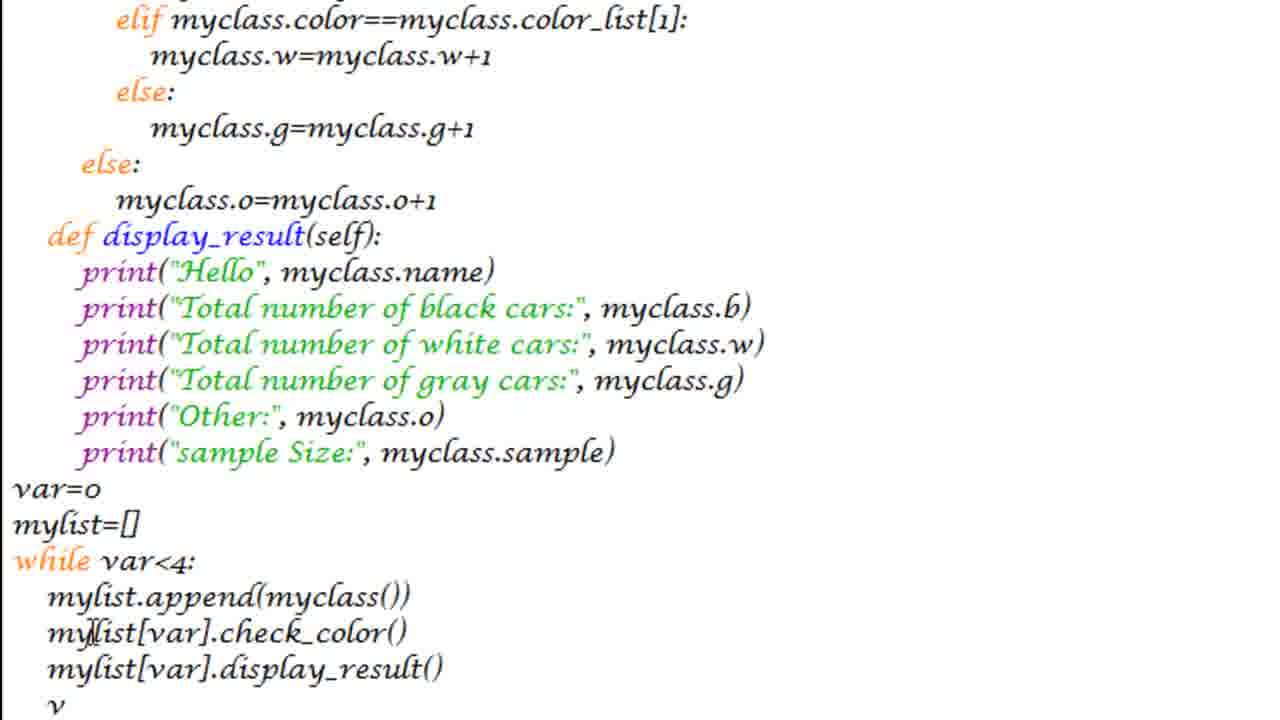 elif myclass.color==myclass.color_list[1]:
myclass.w=myclass.w+1
else:
myclass.g=myclass.g+1
else:
myclass.o=myclass.o+1
def display_result(self):
print("Hello", myclass.name)
print("Total number of black cars:", myclass.b)
print("Total number of white cars:", myclass.w)
print("Total number of gray cars:", myclass.g)
print("Other:", myclass.o)
print("sample Size:", myclass.sample)
var=0
mylist=[]
while var<4:
mylist.append(myclass())
mylist[var].check_color()
mylist[var].display_result()
v